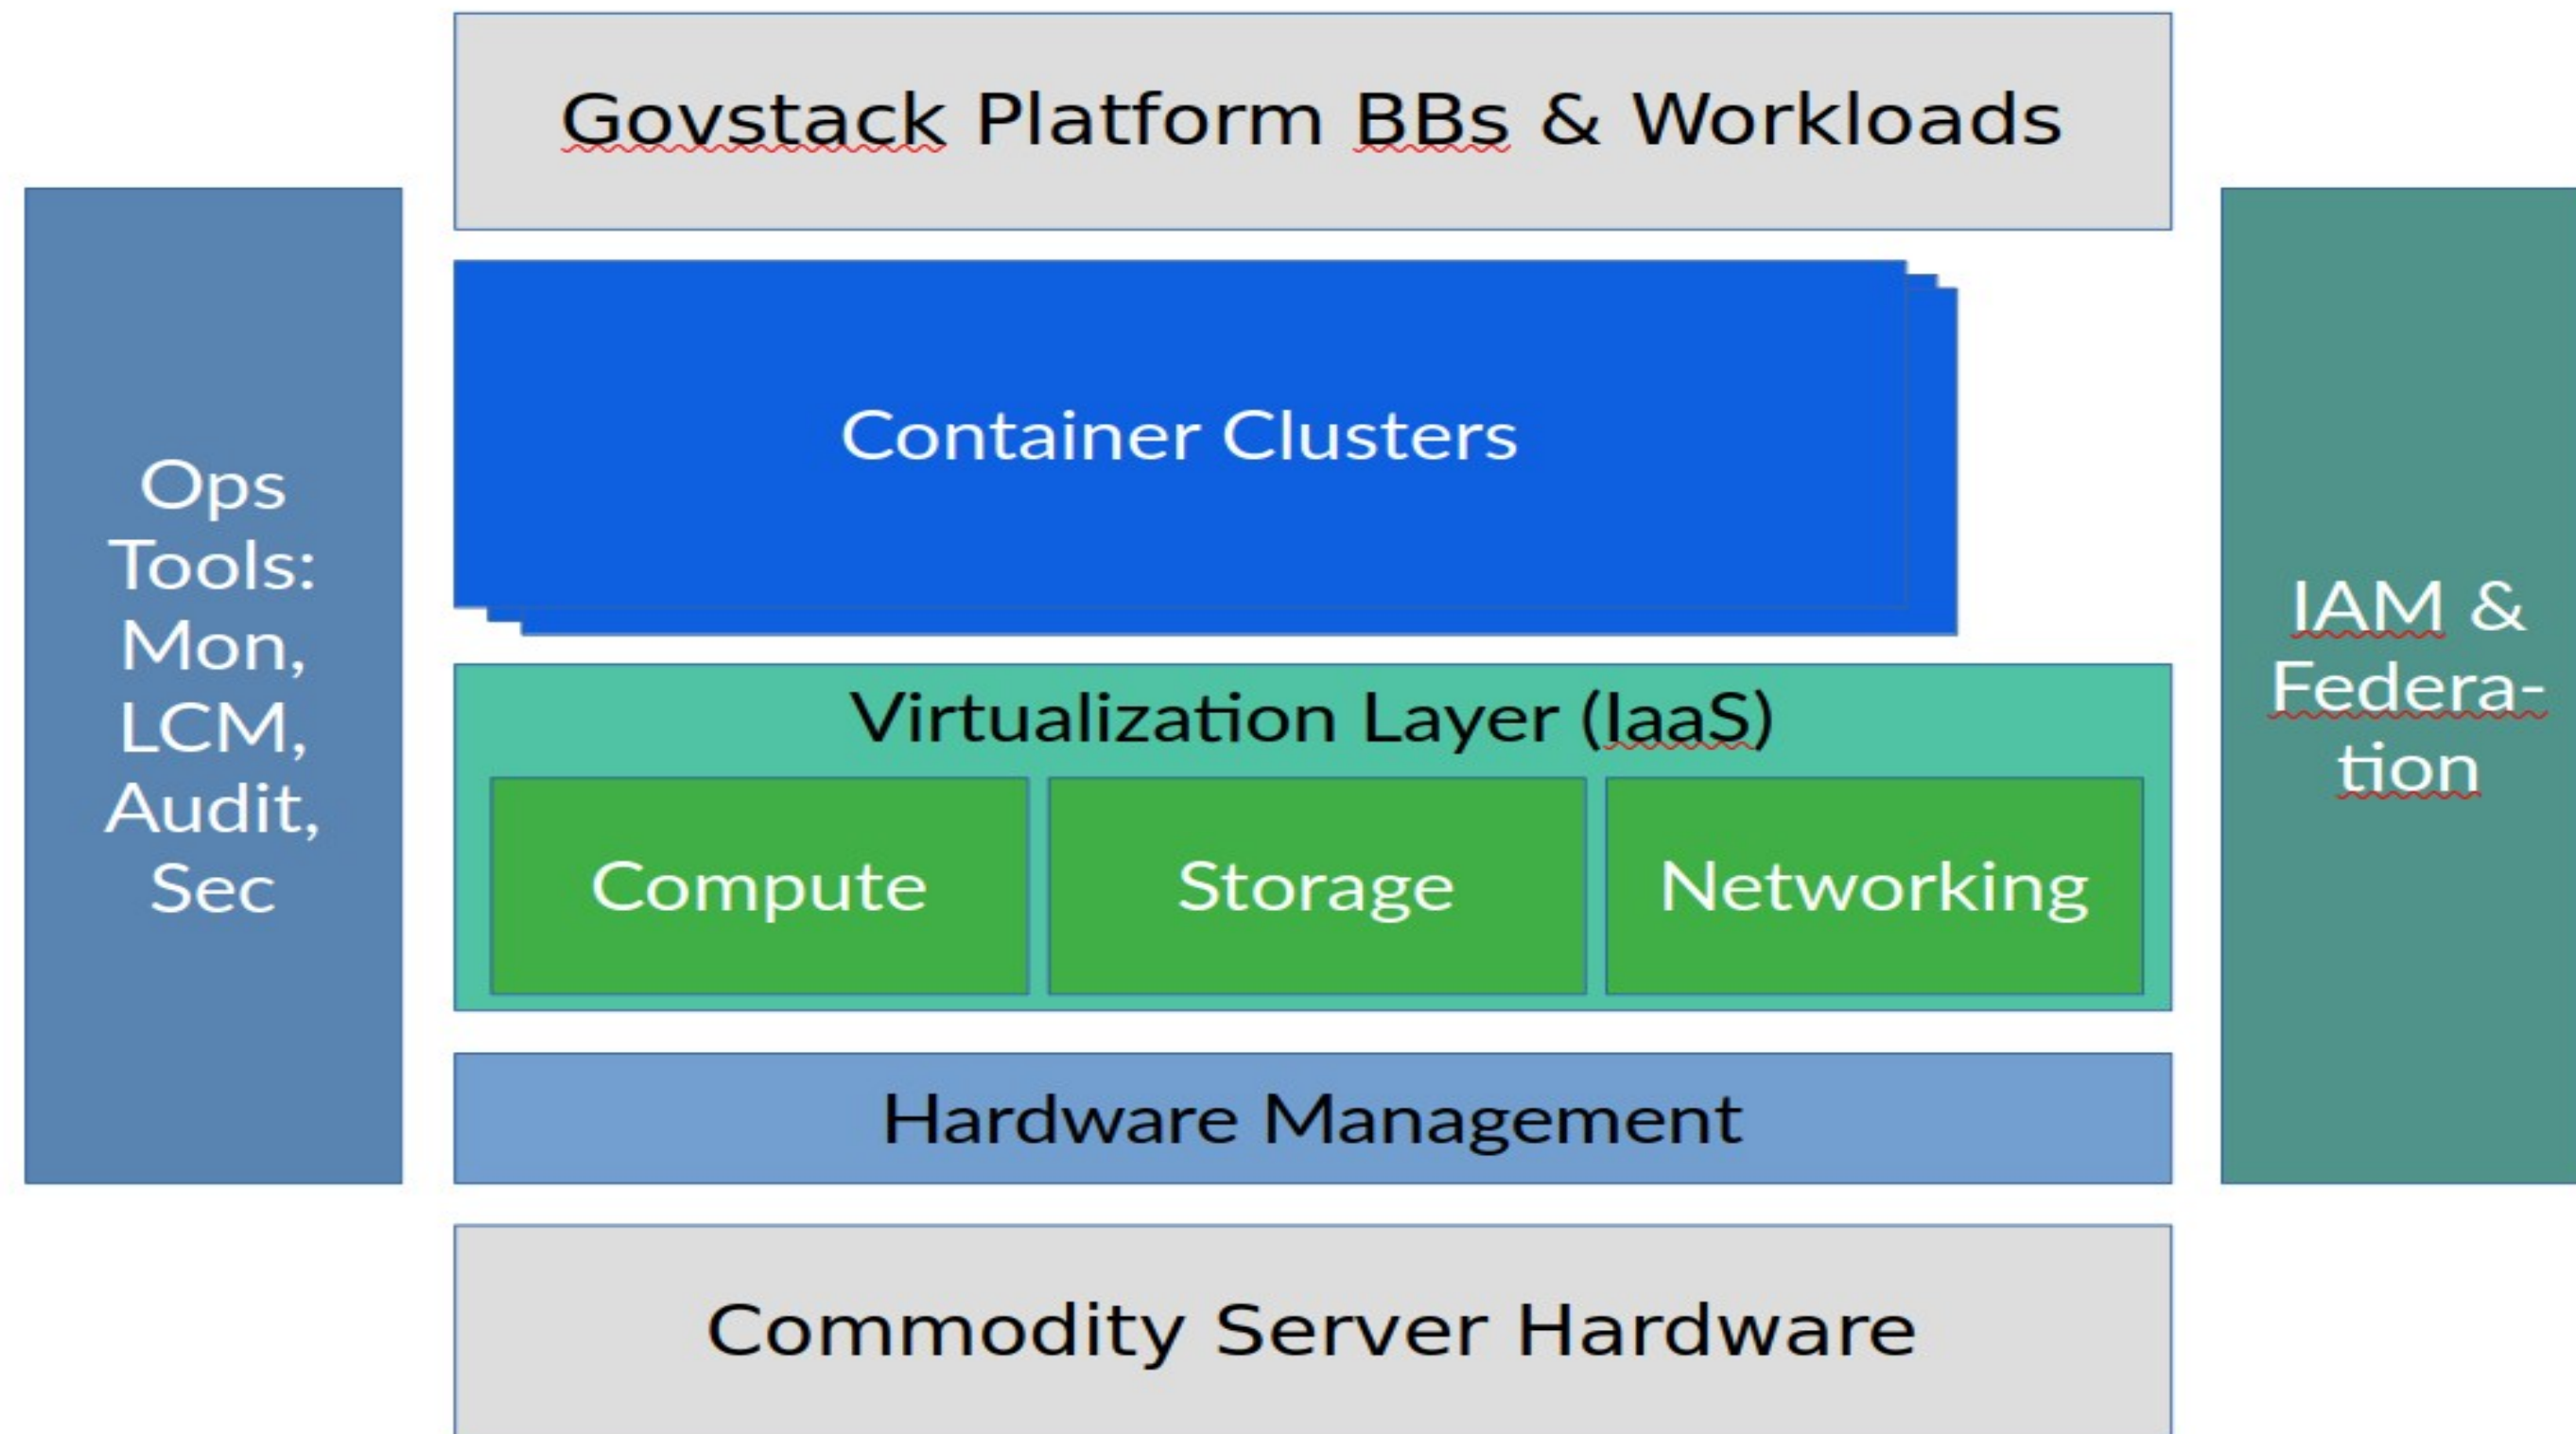 Govstack Platform BBs & Workloads
Ops
Tools:
Mon,
LCM,
Audit,
Sec
Container Clusters
Virtualization Layer (IaaS)
Compute
Storage
Networking
Hardware Management
Commodity Server Hardware
IAM &
Federa-
tion